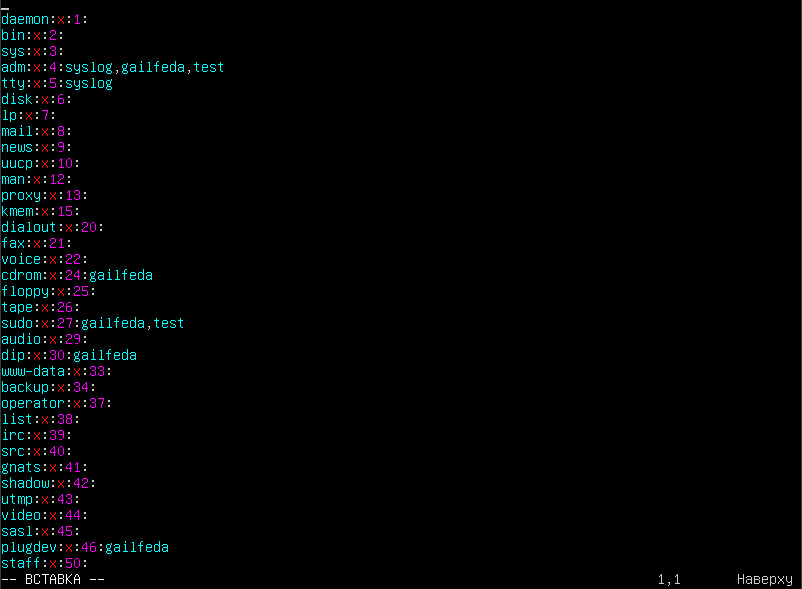 daemon:x:1:
bin:x:2:
sys:x:3:
adm:x:4:syslog,gailfeda,test
tty:x:5:syslog
disk:x:6:
lp:x:7:
mail:x:8:
news:x:9:
uucp:x:10:
man:x:12:
proxy:x:13:
kmem:x:15:
dialout:x:20:
fax:x:21:
voice:x:22:
cdrom:x:24:gailfeda
floppy:x:25:
tape:x:26:
sudo:x:27:gailfeda,test
audio:x:29:
dip:x:30:gailfeda
www-data:x:33:
backup:x:34:
operator:x:37:
list:x:38:
irc:x:39:
src:x:40:
gnats:x:41:
shadow:x:42:
utmp:x:43:
video:x:44:
sasl:x:45:
plugdev:x:46:gailfeda
staff:x:50:
-- ВСТАВКА -- 1,1 Наверху